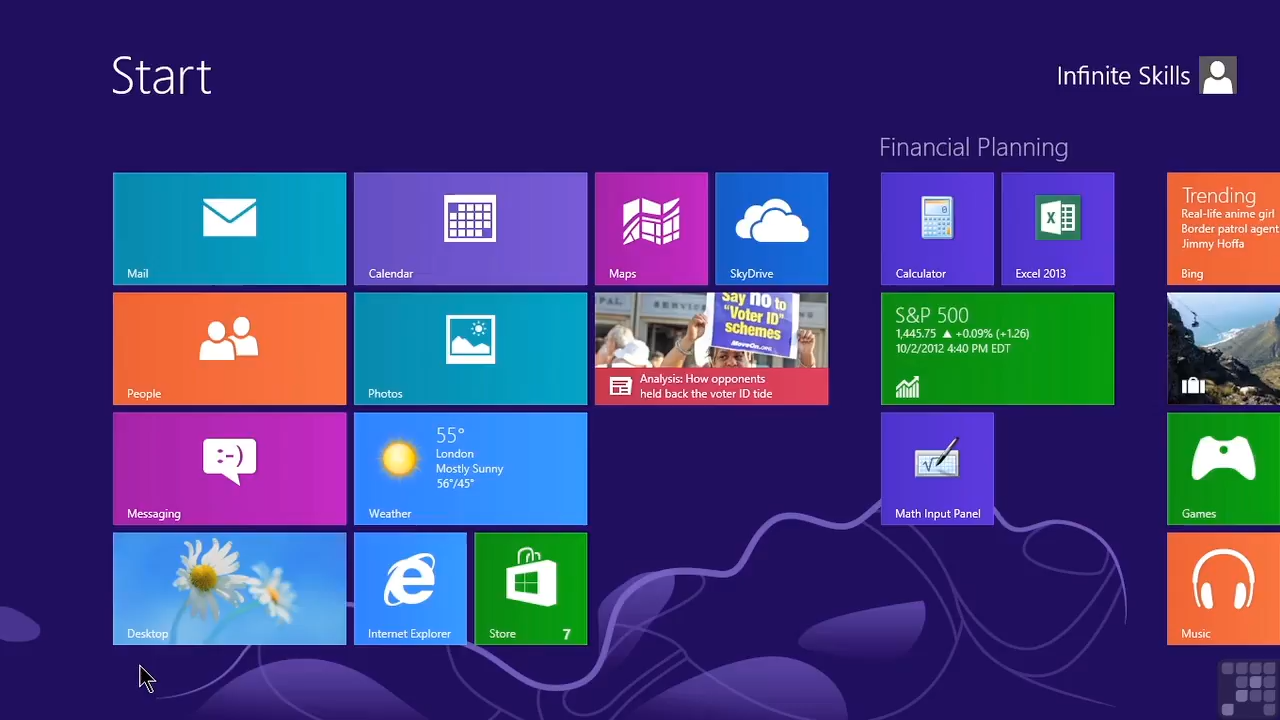 Start
Infinite Skills
Financial Planning
Mail
Calendar
Maps
SkyDrive
Calculator
Excel 2013
Trending
Real-life anime girl
Border patrol agent
Jimmy Hoffa
Bing
People
Photos
Say no to
"Voter ID"
schemes
MoveOn.org
Analysis: How opponents
held back the voter ID tide
S&P 500
1,445.75 ▲ +0.09% (+1.26)
10/2/2012 4:40 PM EDT
Messaging
55°
London
Mostly Sunny
56°/45°
Weather
Math Input Panel
Games
Desktop
Internet Explorer
Store 7
Music